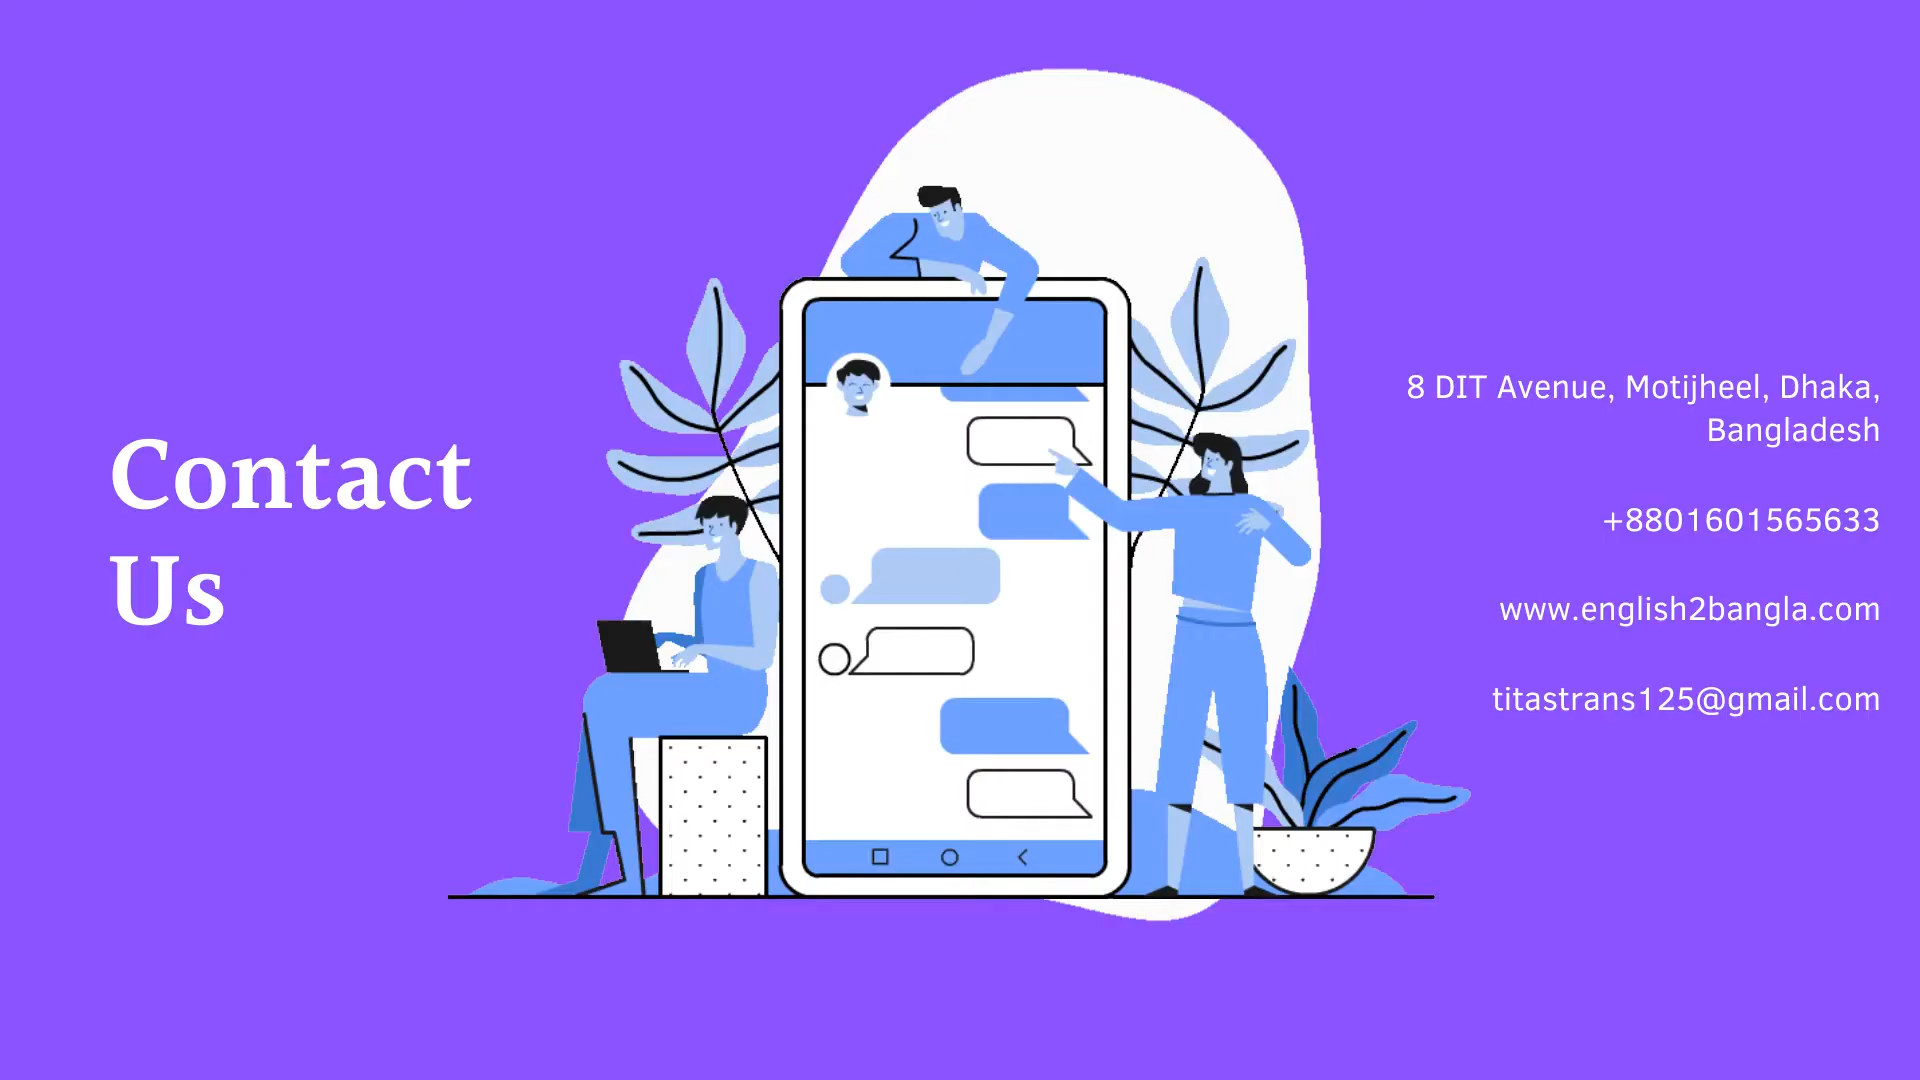 Contact
Us
8 DIT Avenue, Motijheel, Dhaka,
Bangladesh
+8801601565633
www.english2bangla.com
titastrans125@gmail.com